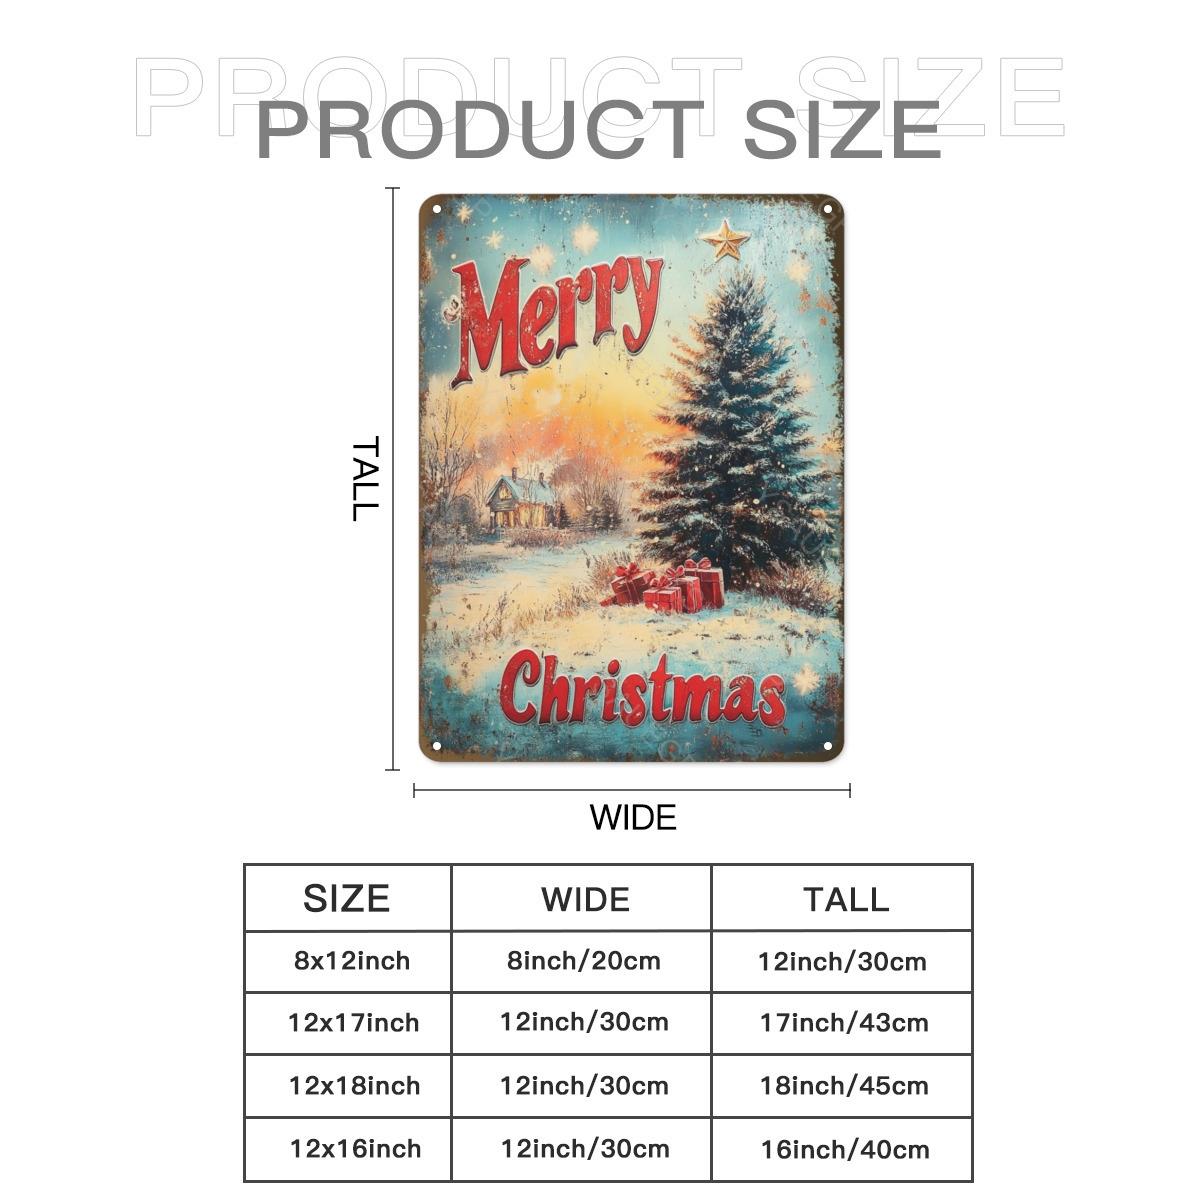 PRODUCT SIZE
PRODUCT SIZE
Merry
Christmas
TALL
WIDE
SIZE WIDE TALL
8x12inch 8inch/20cm 12inch/30cm
12x17inch 12inch/30cm 17inch/43cm
12x18inch 12inch/30cm 18inch/45cm
12x16inch 12inch/30cm 16inch/40cm